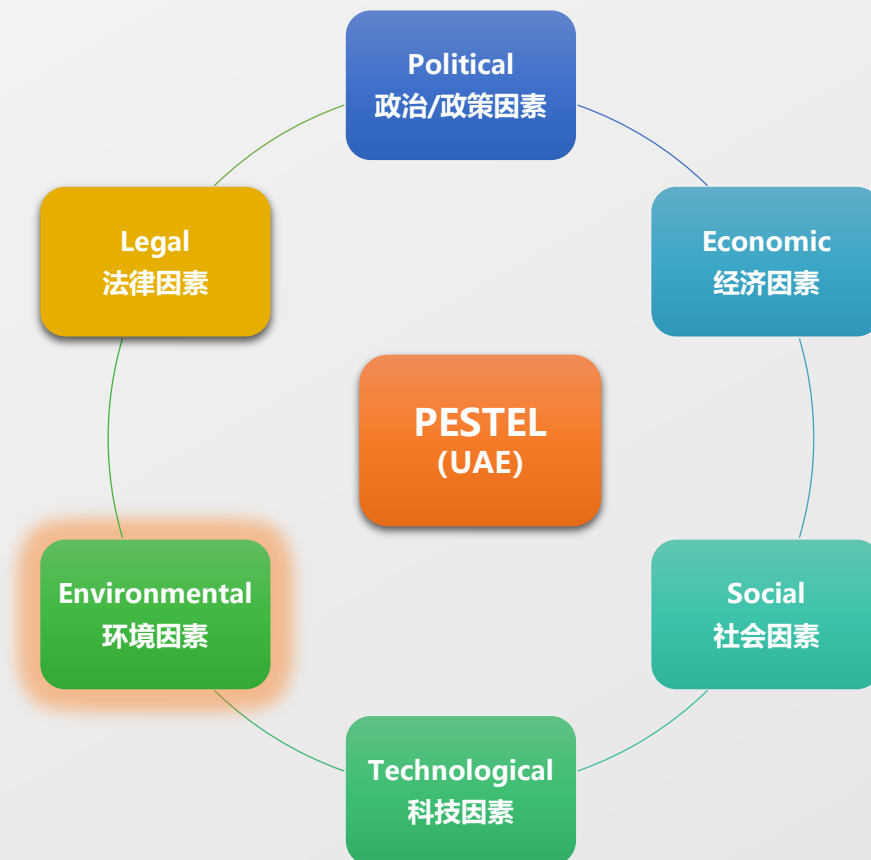 Political
政治/政策因素
Legal
法律因素
Economic
经济因素
PESTEL
(UAE)
Environmental
环境因素
Social
社会因素
Technological
科技因素